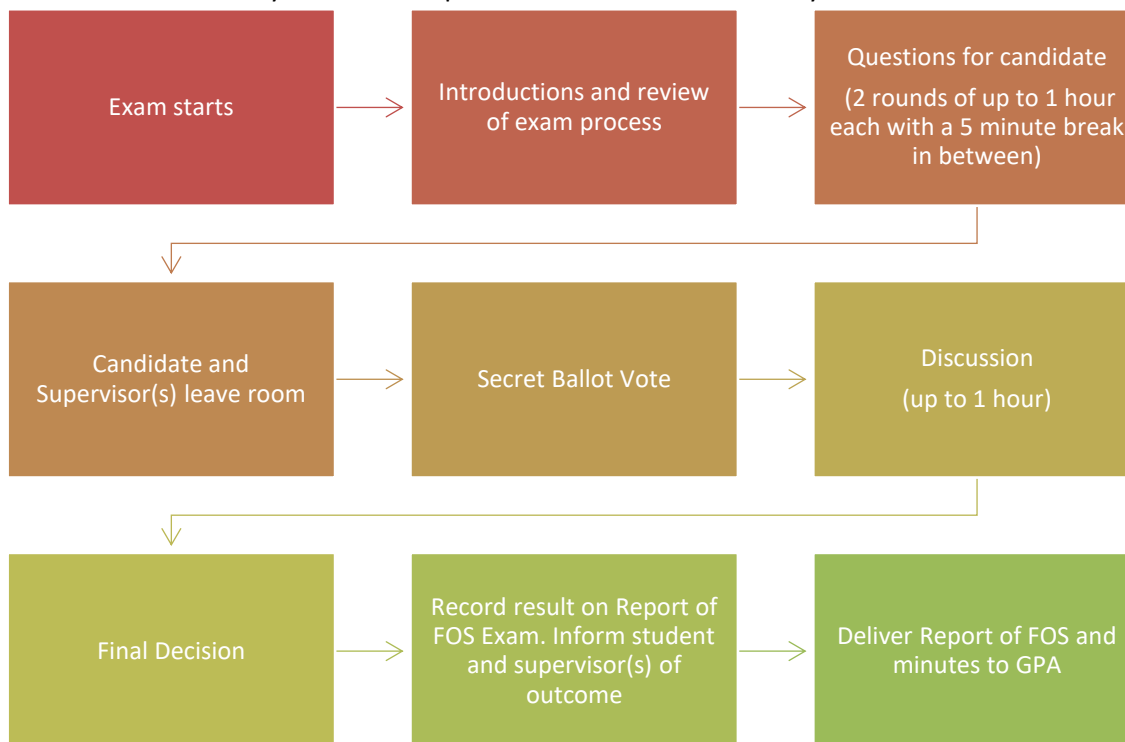 Exam starts
Introductions and review
of exam process
Questions for candidate
(2 rounds of up to 1 hour
each with a 5 minute break
in between)
Candidate and
Supervisor(s) leave room
Secret Ballot Vote
Discussion
(up to 1 hour)
Final Decision
Record result on Report of
FOS Exam. Inform student
and supervisor(s) of
outcome
Deliver Report of FOS and
minutes to GPA